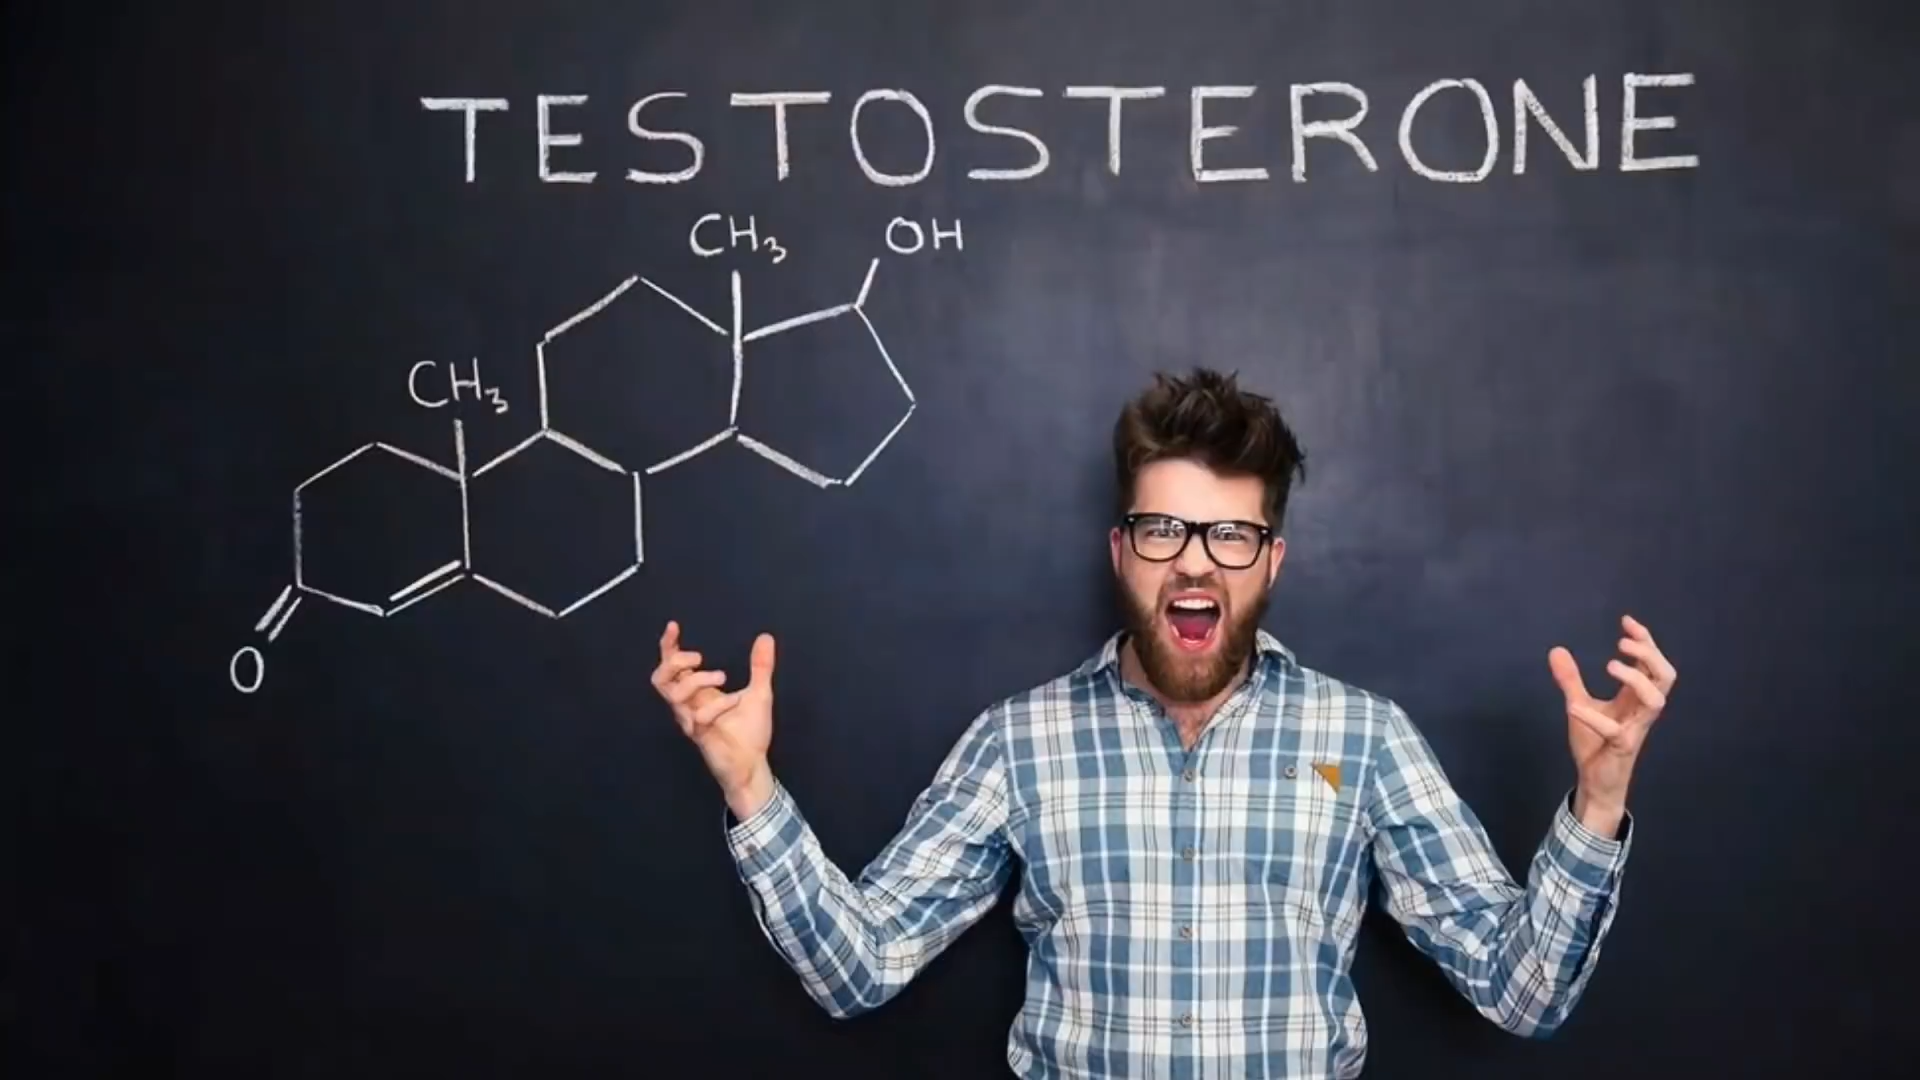 TESTOSTERONE
CH₃
OH
CH₃
O